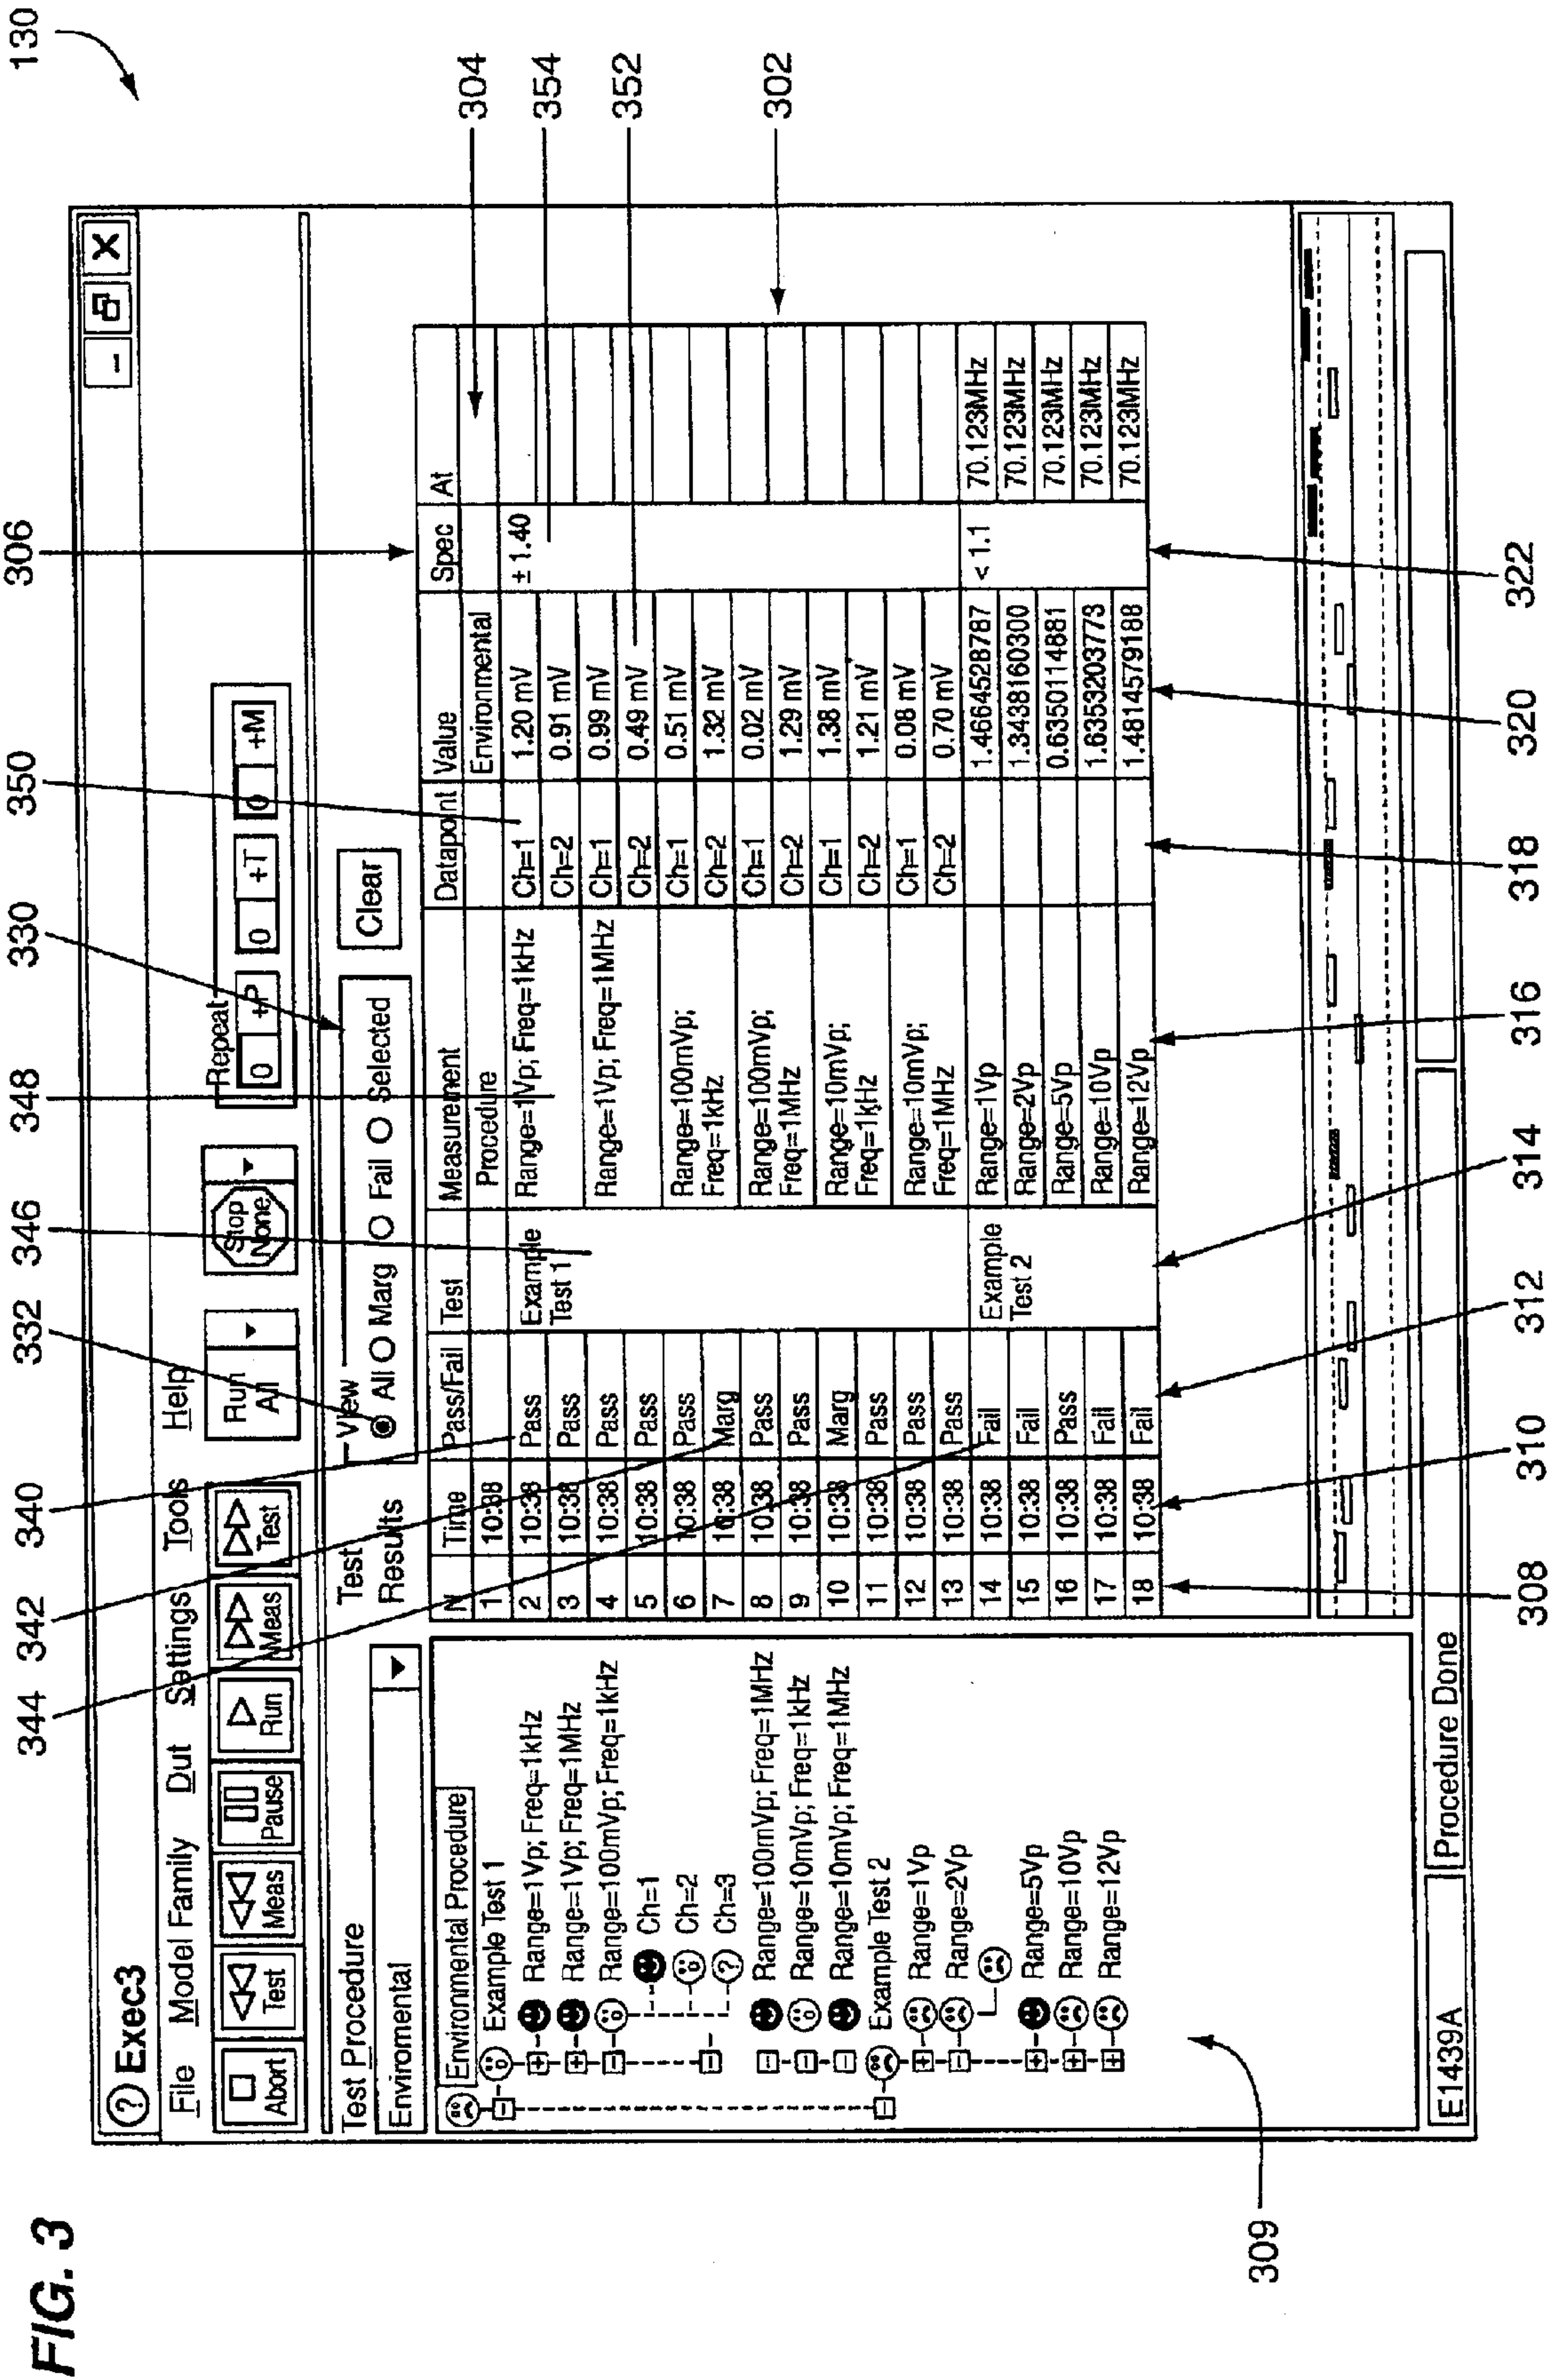 FIG. 3
130
344 342 340 332 346 348 330 350 306
Exec3
File Model Family Dut Settings Tools Help
Abort
Test
Meas
Pause
Run
Meas
Test
Run All
Stop None
Repeat
0 +P 0 +T 0 +M
Test Procedure
Enviromental
Test Results
View
All Marg Fail Selected
Clear
Environmental Procedure
Example Test 1
Range=1Vp; Freq=1kHz
Range=1Vp; Freq=1MHz
Range=100mVp; Freq=1kHz
Ch=1
Ch=2
Ch=3
Range=100mVp; Freq=1MHz
Range=10mVp; Freq=1kHz
Range=10mVp; Freq=1MHz
Example Test 2
Range=1Vp
Range=2Vp
Range=5Vp
Range=10Vp
Range=12Vp
N Time Pass/Fail Test Measurement Datapoint Value Spec At
1 10:38 Procedure Environmental
2 10:38 Pass Example Test 1 Range=1Vp; Freq=1kHz Ch=1 1.20 mV ± 1.40
3 10:38 Pass Ch=2 0.91 mV
4 10:38 Pass Range=1Vp; Freq=1MHz Ch=1 0.99 mV
5 10:38 Pass Ch=2 0.49 mV
6 10:38 Pass Range=100mVp; Freq=1kHz Ch=1 0.51 mV
7 10:38 Marg Ch=2 1.32 mV
8 10:38 Pass Range=100mVp; Freq=1MHz Ch=1 0.02 mV
9 10:38 Pass Ch=2 1.29 mV
10 10:38 Marg Range=10mVp; Freq=1kHz Ch=1 1.38 mV
11 10:38 Pass Ch=2 1.21 mV
12 10:38 Pass Range=10mVp; Freq=1MHz Ch=1 0.08 mV
13 10:38 Pass Ch=2 0.70 mV
14 10:38 Fail Example Test 2 Range=1Vp 1.4664528787 < 1.1 70.123MHz
15 10:38 Fail Range=2Vp 1.3438160300 70.123MHz
16 10:38 Pass Range=5Vp 0.6350114881 70.123MHz
17 10:38 Fail Range=10Vp 1.6353203773 70.123MHz
18 10:38 Fail Range=12Vp 1.4814579188 70.123MHz
304
354
352
302
E1439A
Procedure Done
309
308 310 312 314 316 318 320 322